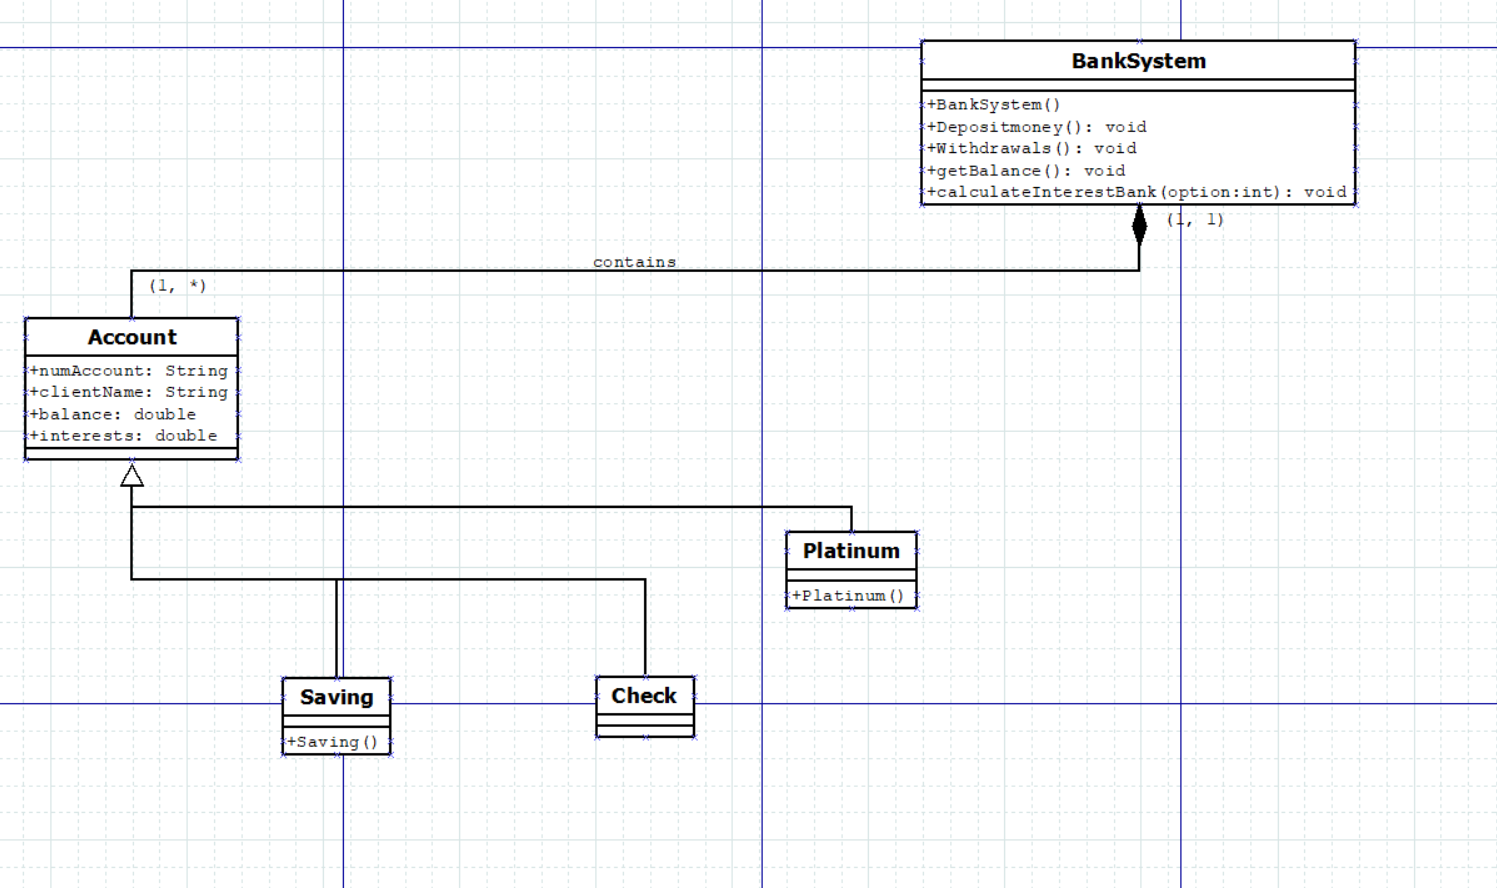 BankSystem
+BankSystem()
+Depositmoney(): void
+Withdrawals(): void
+getBalance(): void
+calculateInterestBank(option:int): void
(1, 1)
contains
(1, *)
Account
+numAccount: String
+clientName: String
+balance: double
+interests: double
Platinum
+Platinum()
Saving
+Saving()
Check